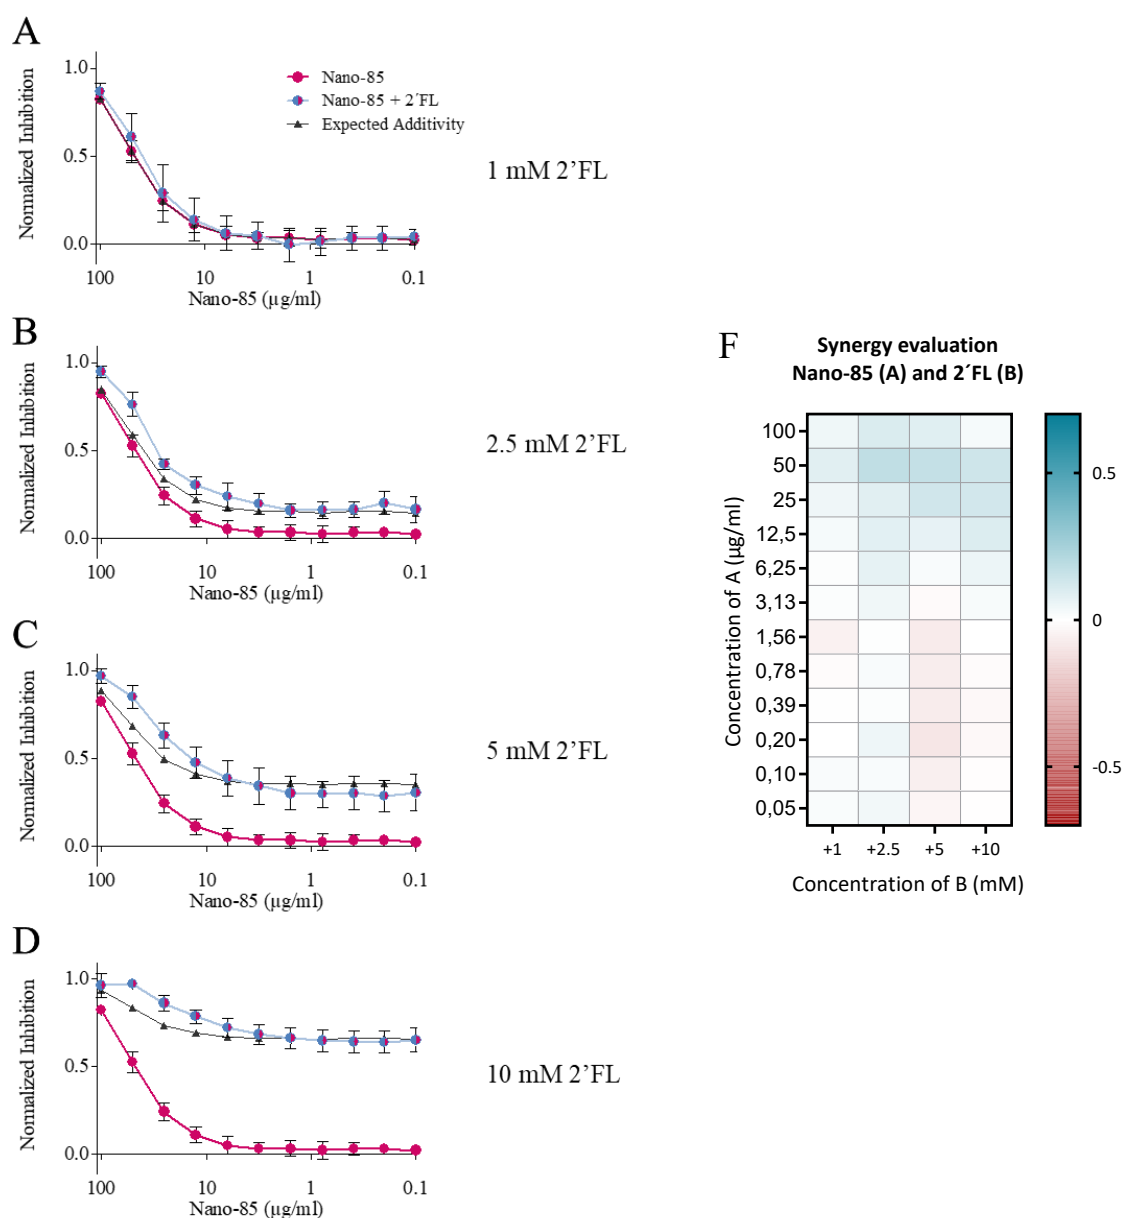 A
1.0
0.5
0.0
Normalized Inhibition
100
10
1
0.1
Nano-85 (µg/ml)
Nano-85
Nano-85 + 2´FL
Expected Additivity
1 mM 2’FL
B
1.0
0.5
0.0
Normalized Inhibition
100
10
1
0.1
Nano-85 (µg/ml)
2.5 mM 2’FL
C
1.0
0.5
0.0
Normalized Inhibition
100
10
1
0.1
Nano-85 (µg/ml)
5 mM 2’FL
D
1.0
0.5
0.0
Normalized Inhibition
100
10
1
0.1
Nano-85 (µg/ml)
10 mM 2’FL
F
Synergy evaluation
Nano-85 (A) and 2´FL (B)
Concentration of A (µg/ml)
100
50
25
12,5
6,25
3,13
1,56
0,78
0,39
0,20
0,10
0,05
+1
+2.5
+5
+10
Concentration of B (mM)
0.5
0
-0.5